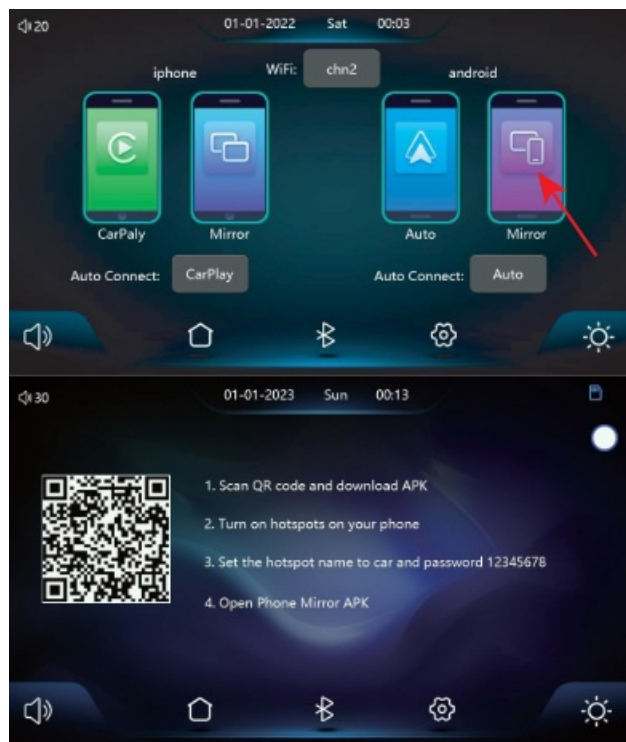 20 01-01-2022 Sat 00:03
iphone WiFi: chn2 android
CarPaly Mirror Auto Mirror
Auto Connect: CarPlay Auto Connect: Auto
30 01-01-2023 Sun 00:13
1. Scan QR code and download APK
2. Turn on hotspots on your phone
3. Set the hotspot name to car and password 12345678
4. Open Phone Mirror APK